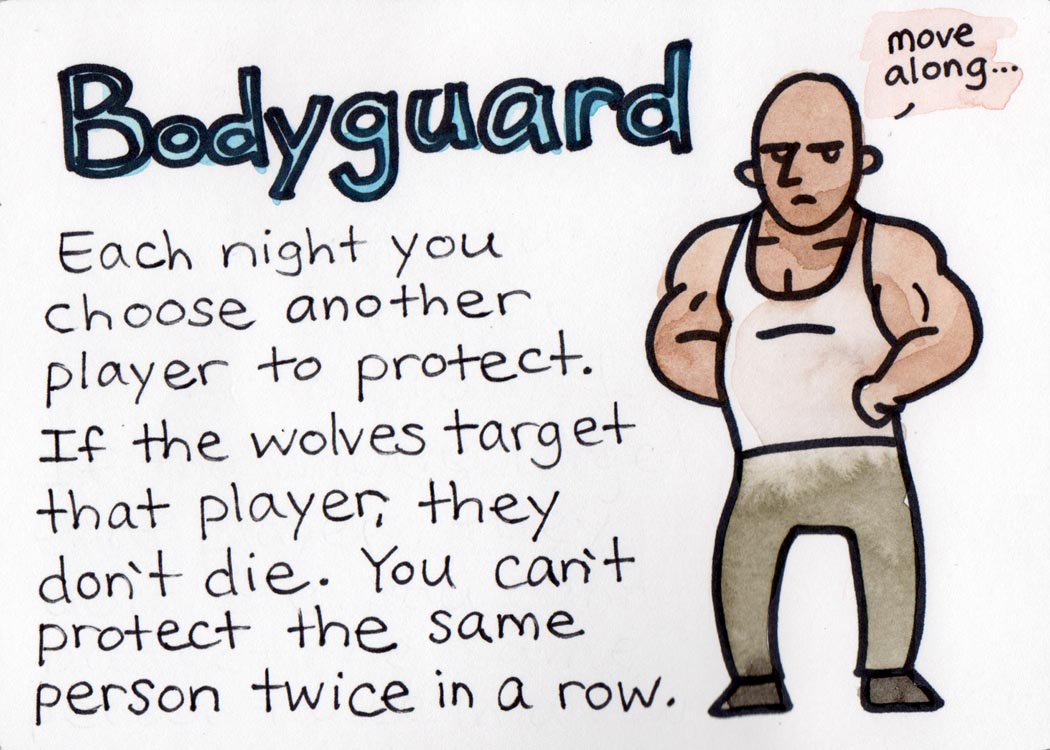 Bodyguard
move
along...
Each night you
choose another
player to protect.
If the wolves target
that player, they
don't die. You can't
protect the same
person twice in a row.